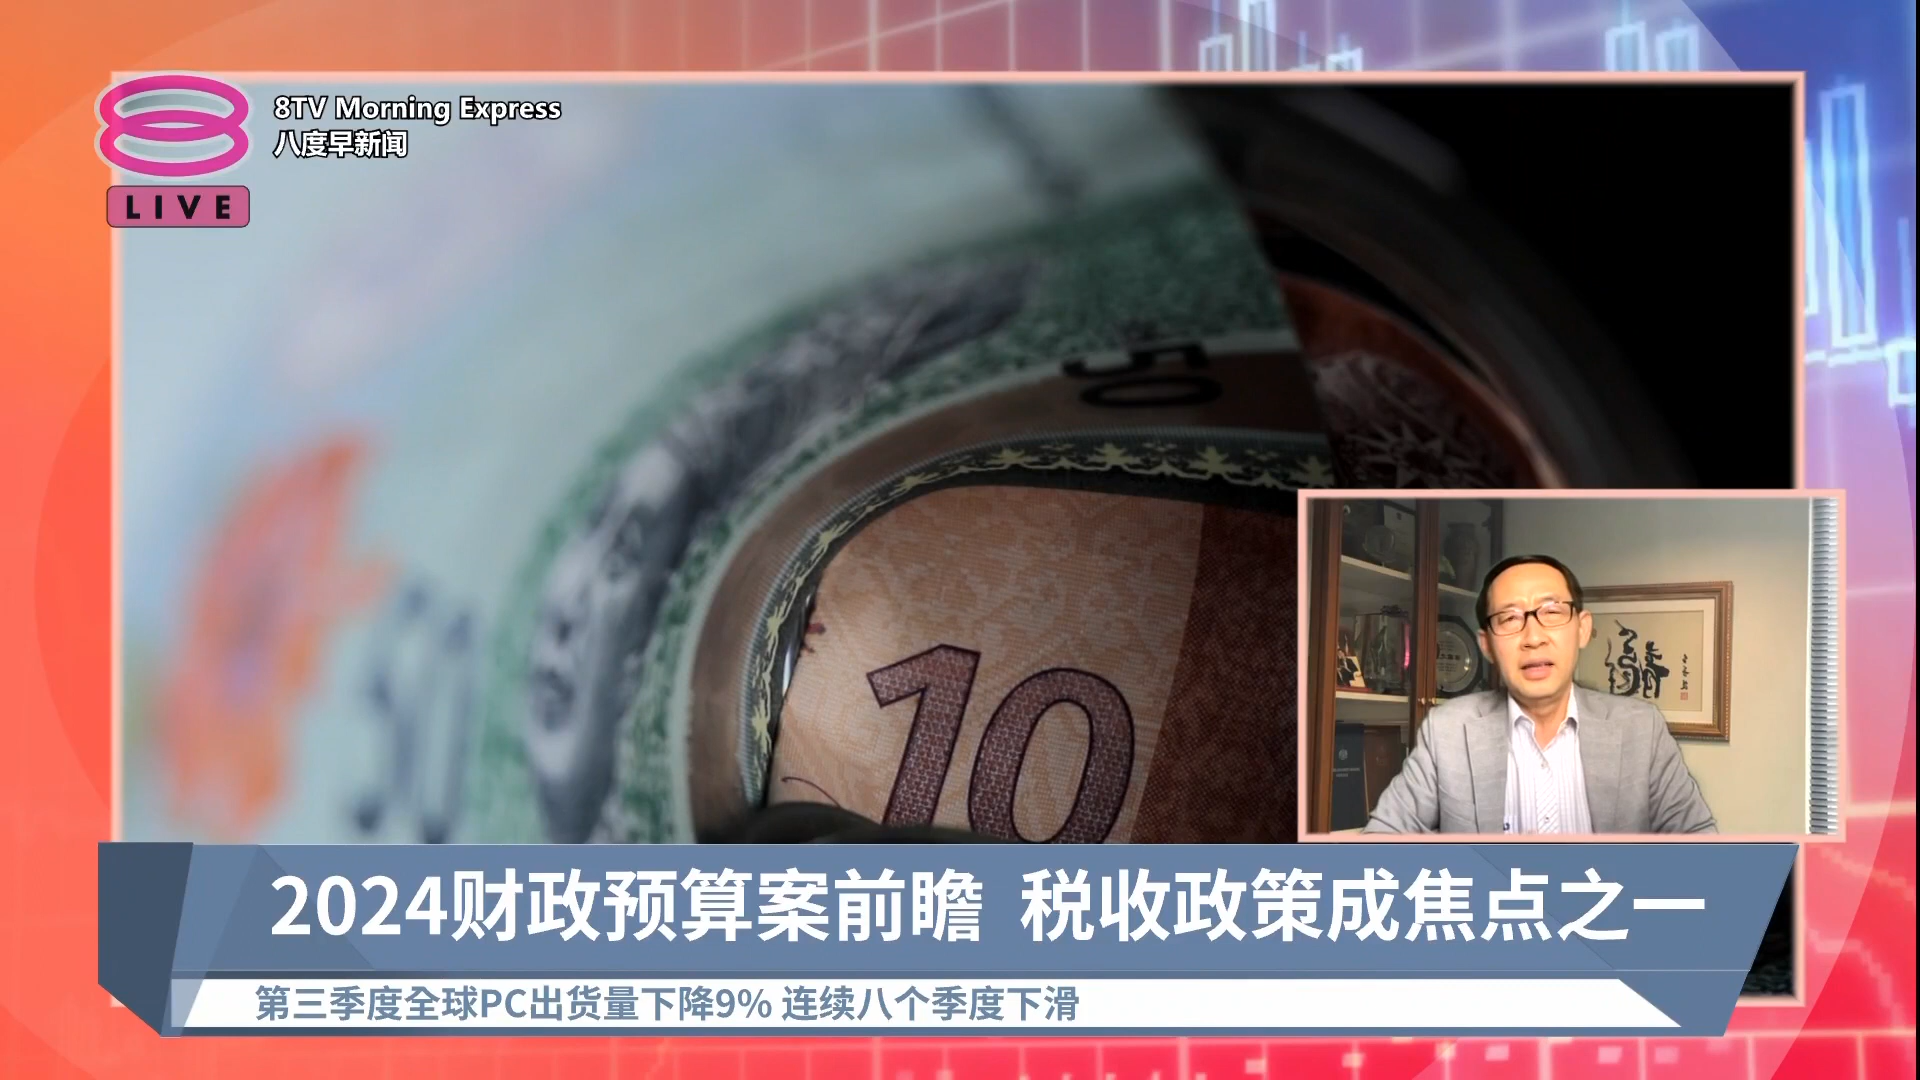 8TV Morning Express
八度早新闻
LIVE
50
10
2024财政预算案前瞻 税收政策成焦点之一
第三季度全球PC出货量下降9% 连续八个季度下滑